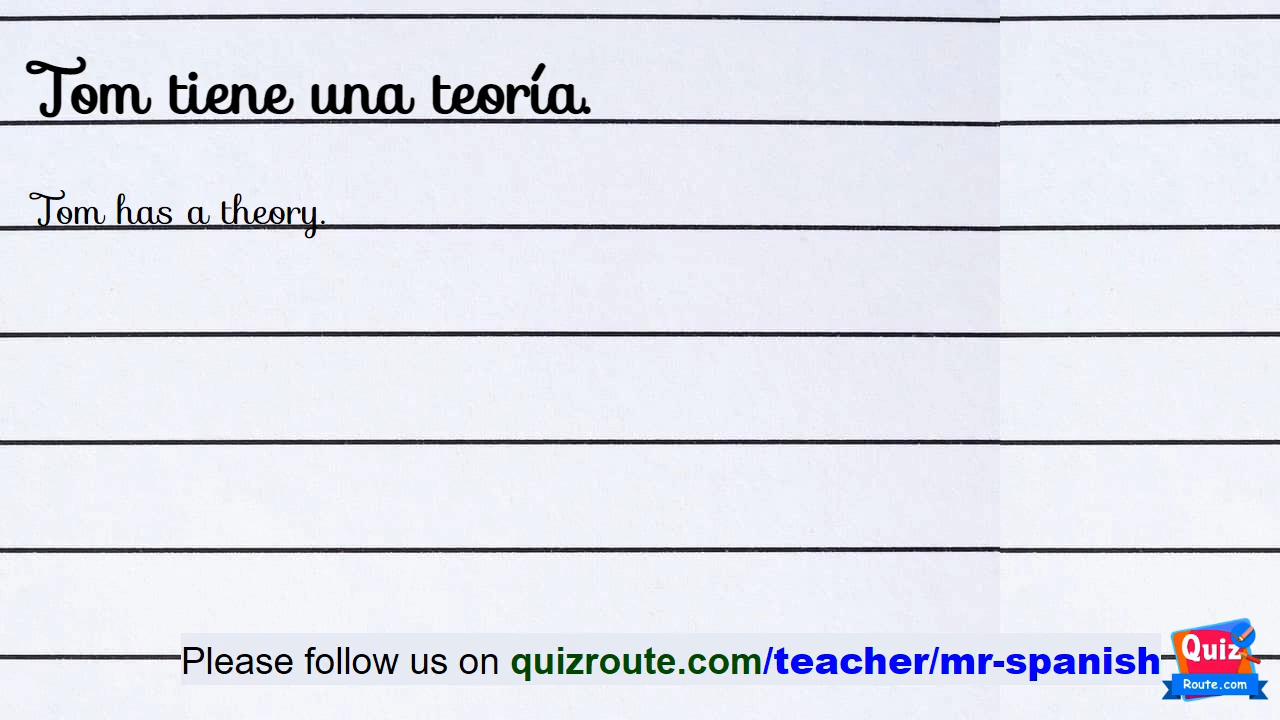 Tom tiene una teoría.
Tom has a theory.
Please follow us on quizroute.com/teacher/mr-spanish
Quiz
Route.com